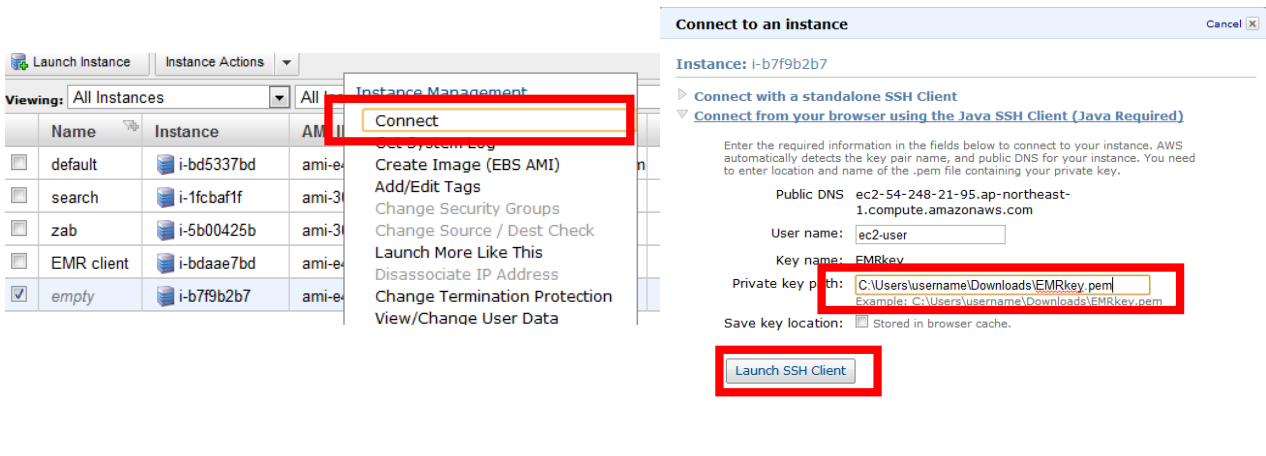 Launch Instance
Instance Actions
Viewing: All Instances
Name Instance
default i-bd5337bd
search i-1fcbaf1f
zab i-5b00425b
EMR client i-bdaae7bd
empty i-b7f9b2b7
Instance Management
Connect
Get System Log
Create Image (EBS AMI)
Add/Edit Tags
Change Security Groups
Change Source / Dest Check
Launch More Like This
Disassociate IP Address
Change Termination Protection
View/Change User Data
Connect to an instance
Cancel
Instance: i-b7f9b2b7
Connect with a standalone SSH Client
Connect from your browser using the Java SSH Client (Java Required)
Enter the required information in the fields below to connect to your instance. AWS
automatically detects the key pair name, and public DNS for your instance. You need
to enter location and name of the .pem file containing your private key.
Public DNS ec2-54-248-21-95.ap-northeast-
1.compute.amazonaws.com
User name: ec2-user
Key name: EMRkey
Private key path: C:\Users\username\Downloads\EMRkey.pem
Example: C:\Users\username\Downloads\EMRkey.pem
Save key location: Stored in browser cache.
Launch SSH Client